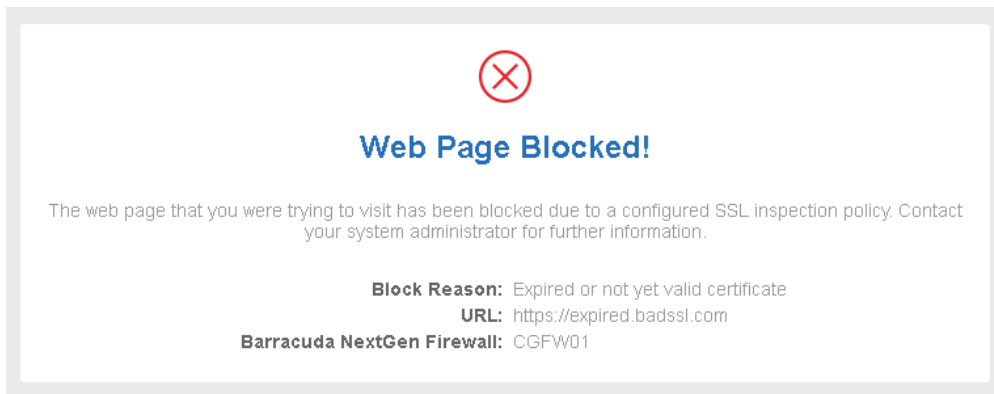 Web Page Blocked!
The web page that you were trying to visit has been blocked due to a configured SSL inspection policy. Contact
your system administrator for further information.
Block Reason: Expired or not yet valid certificate
URL: https://expired.badssl.com
Barracuda NextGen Firewall: CGFW01